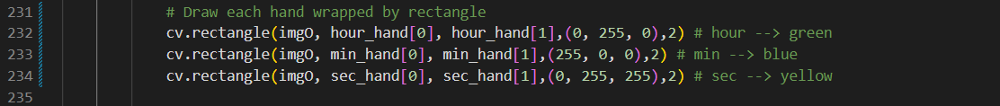 231 # Draw each hand wrapped by rectangle
232 cv.rectangle(imgO, hour_hand[0], hour_hand[1],(0, 255, 0),2) # hour --> green
233 cv.rectangle(imgO, min_hand[0], min_hand[1],(255, 0, 0),2) # min --> blue
234 cv.rectangle(imgO, sec_hand[0], sec_hand[1],(0, 255, 255),2) # sec --> yellow
235